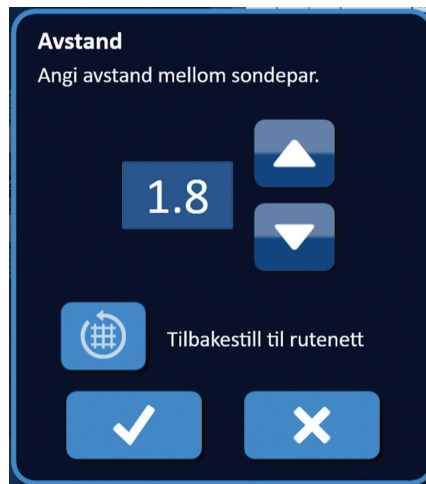 Avstand
Angi avstand mellom sondepar.
1.8
Tilbakestill til rutenett